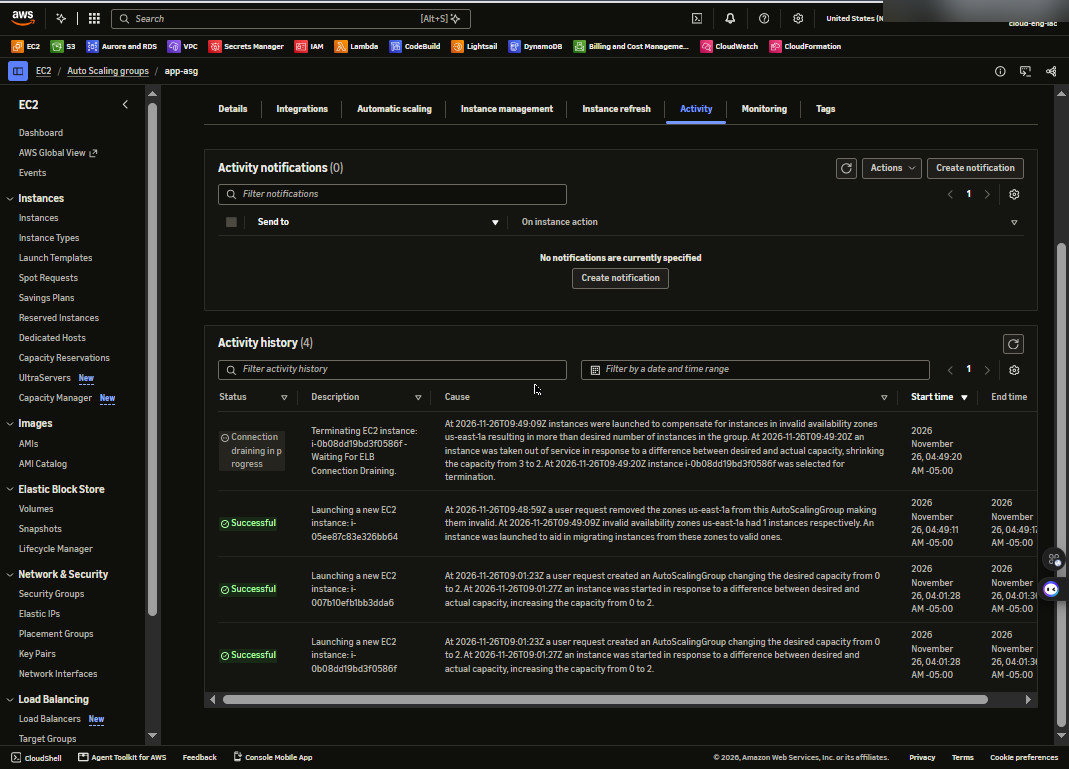 aws
Search
[Alt+S]
United States (N
cloud-eng-lac
EC2
S3
Aurora and RDS
VPC
Secrets Manager
IAM
Lambda
CodeBuild
Lightsail
DynamoDB
Billing and Cost Manageme...
CloudWatch
CloudFormation
EC2 / Auto Scaling groups / app-asg
EC2
Dashboard
AWS Global View
Events
Instances
Instances
Instance Types
Launch Templates
Spot Requests
Savings Plans
Reserved Instances
Dedicated Hosts
Capacity Reservations
UltraServers New
Capacity Manager New
Images
AMIs
AMI Catalog
Elastic Block Store
Volumes
Snapshots
Lifecycle Manager
Network & Security
Security Groups
Elastic IPs
Placement Groups
Key Pairs
Network Interfaces
Load Balancing
Load Balancers New
Target Groups
Details
Integrations
Automatic scaling
Instance management
Instance refresh
Activity
Monitoring
Tags
Activity notifications (0)
Actions
Create notification
Filter notifications
1
Send to
On instance action
No notifications are currently specified
Create notification
Activity history (4)
Filter activity history
Filter by a date and time range
1
Status
Description
Cause
Start time
End time
Connection
draining in p
rogress
Terminating EC2 instance:
i-0b08dd19bd3f0586f -
Waiting For ELB
Connection Draining.
At 2026-11-26T09:49:09Z instances were launched to compensate for instances in invalid availability zones
us-east-1a resulting in more than desired number of instances in the group. At 2026-11-26T09:49:20Z an
instance was taken out of service in response to a difference between desired and actual capacity, shrinking
the capacity from 3 to 2. At 2026-11-26T09:49:20Z instance i-0b08dd19bd3f0586f was selected for
termination.
2026
November
26, 04:49:20
AM -05:00
Successful
Launching a new EC2
instance: i-
05ee87c83e326bb64
At 2026-11-26T09:48:59Z a user request removed the zones us-east-1a from this AutoScalingGroup making
them invalid. At 2026-11-26T09:49:09Z invalid availability zones us-east-1a had 1 instances respectively. An
instance was launched to aid in migrating instances from these zones to valid ones.
2026
November
26, 04:49:11
AM -05:00
2026
November
26, 04:49:17
AM -05:00
Successful
Launching a new EC2
instance: i-
007b10efb1bb3dda6
At 2026-11-26T09:01:23Z a user request created an AutoScalingGroup changing the desired capacity from 0
to 2. At 2026-11-26T09:01:27Z an instance was started in response to a difference between desired and
actual capacity, increasing the capacity from 0 to 2.
2026
November
26, 04:01:28
AM -05:00
2026
November
26, 04:01:3
AM -05:00
Successful
Launching a new EC2
instance: i-
0b08dd19bd3f0586f
At 2026-11-26T09:01:23Z a user request created an AutoScalingGroup changing the desired capacity from 0
to 2. At 2026-11-26T09:01:27Z an instance was started in response to a difference between desired and
actual capacity, increasing the capacity from 0 to 2.
2026
November
26, 04:01:28
AM -05:00
2026
November
26, 04:01:3
AM -05:00
CloudShell
Agent Toolkit for AWS
Feedback
Console Mobile App
© 2026, Amazon Web Services, Inc. or its affiliates.
Privacy
Terms
Cookie preferences